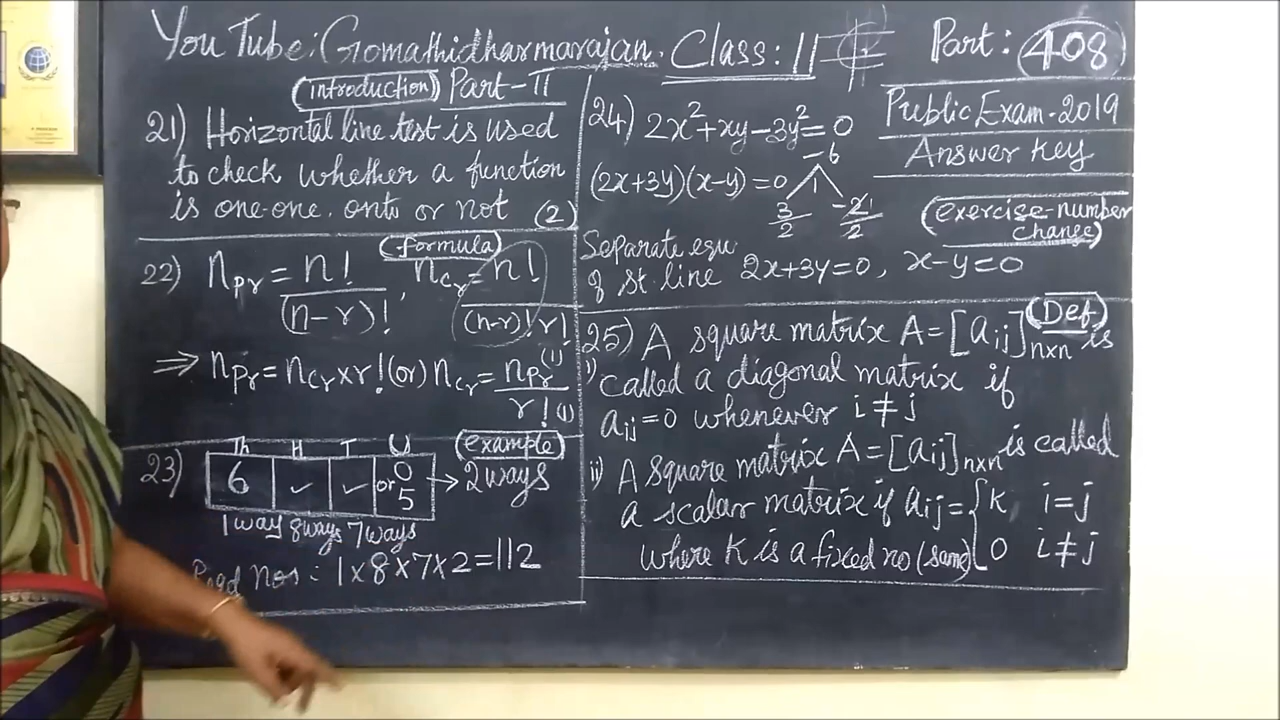 YouTube: Gomathidharmarajan. Class: 11 Part: 408
(introduction) Part-II
21) Horizontal line test is used
to check whether a function
is one-one. onto or not (2)
(formula)
22) nPr = n!/(n-r)!, nCr = n!/(n-r)! r!
⇒ nPr = nCr × r! (or) nCr = nPr/r! (1) (1)
(example)
23) Th H T U
6 ✓ ✓ 0 or 5 → 2 ways
1 way 8 ways 7 ways
Nos: 1×8×7×2=112
Public Exam-2019
Answer Key
(exercise-number
change)
24) 2x²+xy-3y²=0
(2x+3y)(x-y)=0
-6
1
3/2 -2/2
Separate equ
of st. line 2x+3y=0, x-y=0
(Def)
25) A square matrix A=[aij]n×n is
i) called a diagonal matrix if
aij=0 whenever i≠j
ii) A square matrix A=[aij]n×n is called
a scalar matrix if aij={k i=j
where K is a fixed no (same) {0 i≠j